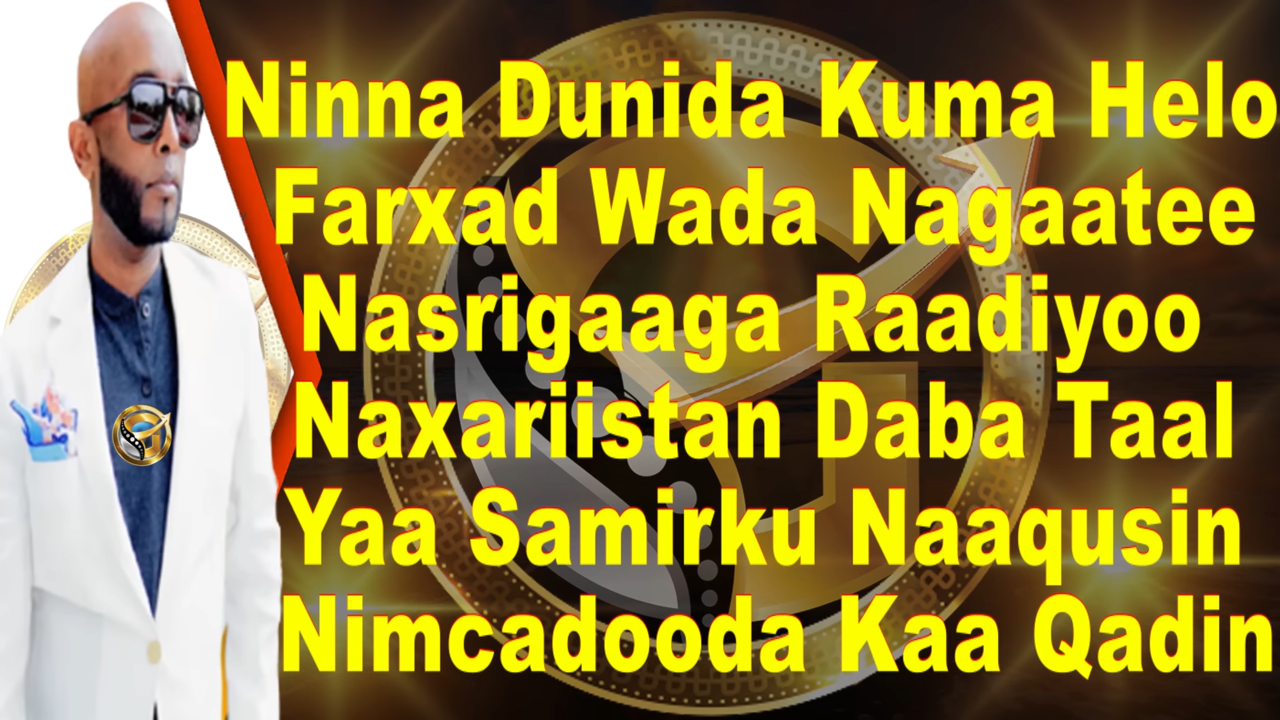 Ninna Dunida Kuma Helo
Farxad Wada Nagaatee
Nasrigaaga Raadiyoo
Naxariistan Daba Taal
Yaa Samirku Naaqusin
Nimcadooda Kaa Qadin